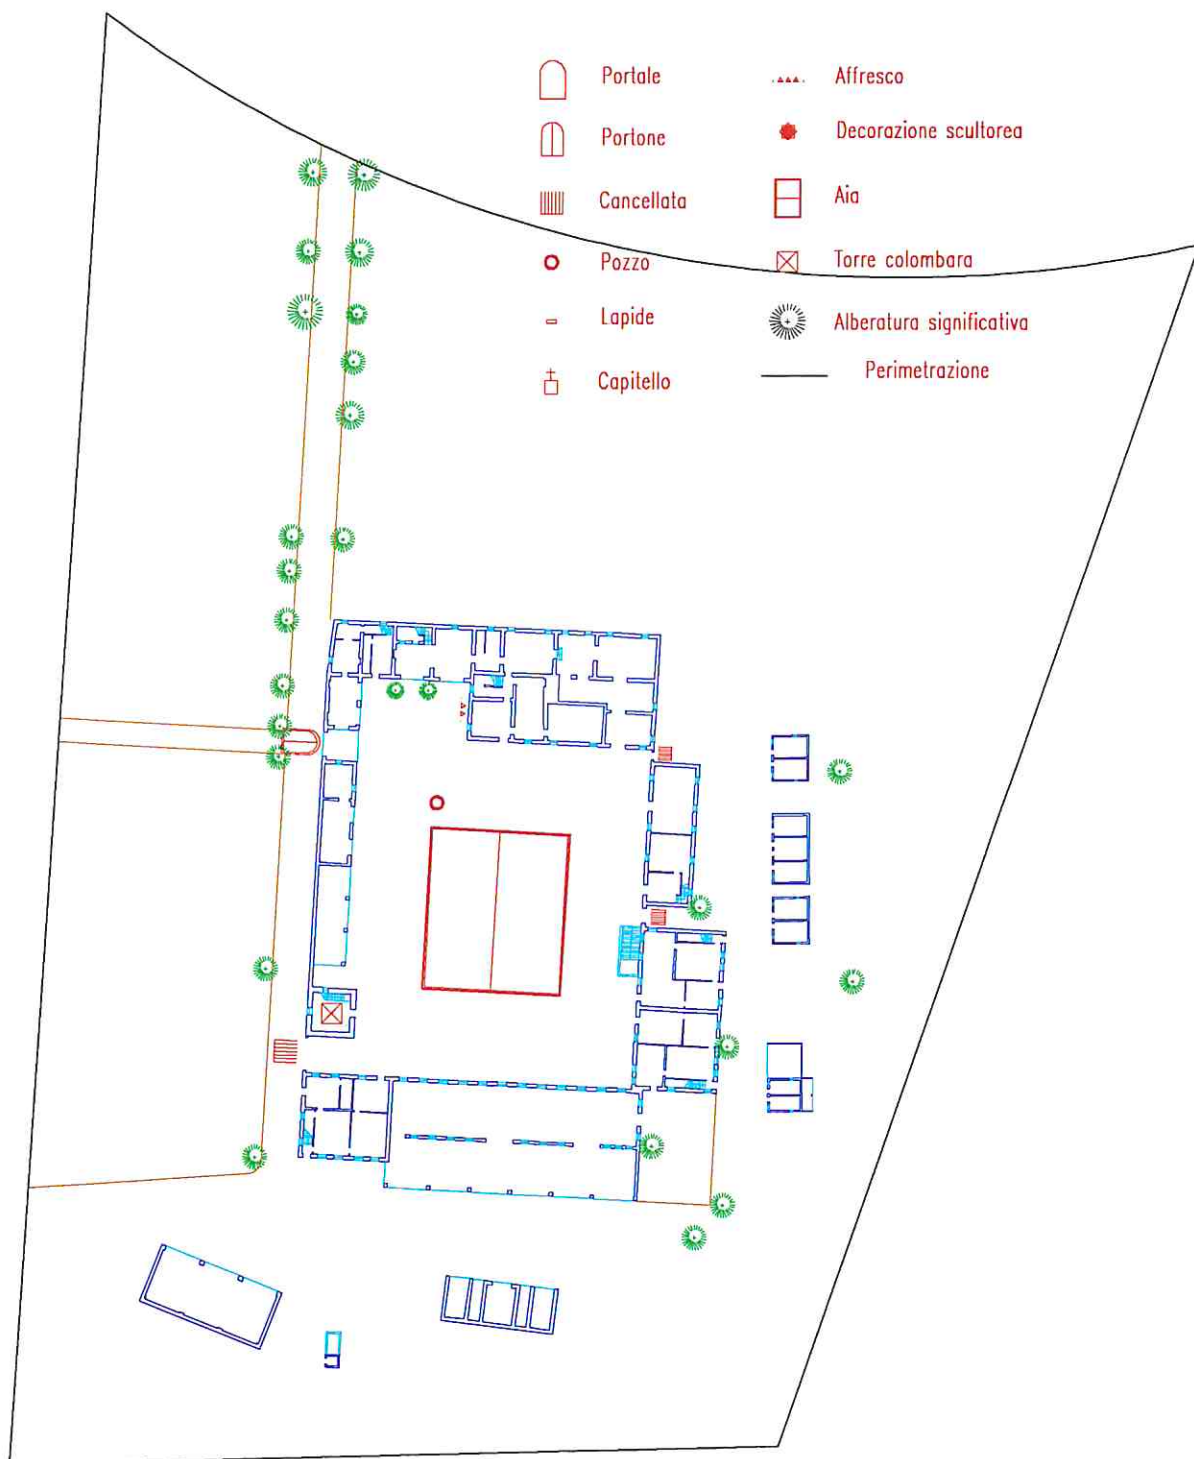 Portale
Portone
Cancellata
Pozzo
Lapide
Capitello
Affresco
Decorazione scultorea
Aia
Torre colombara
Alberatura significativa
Perimetrazione